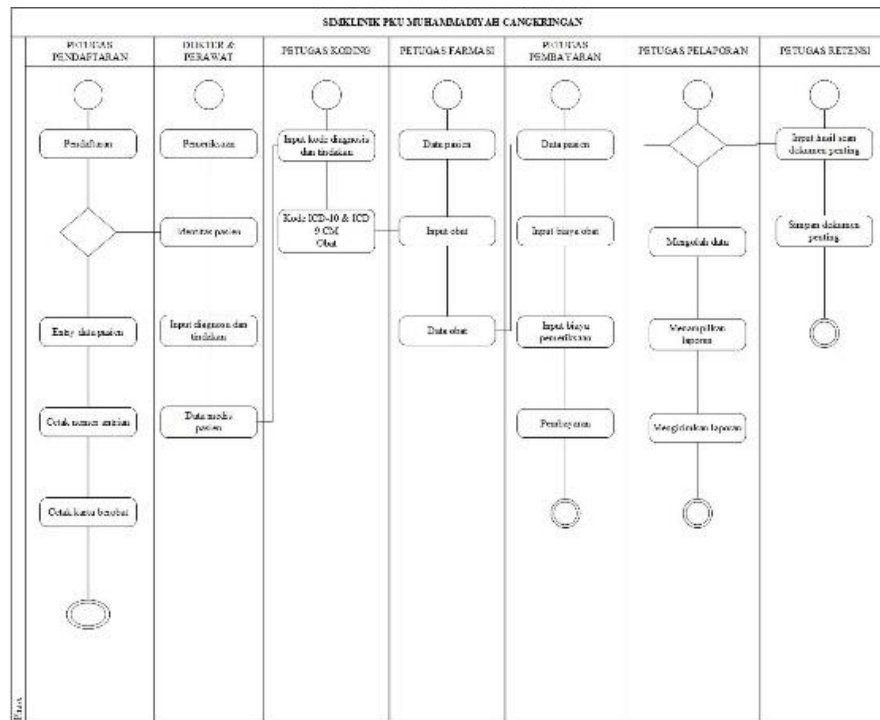 SIMKLINIK PKU MUHAMMADIYAH CANGKRINGAN
PETUGAS
PENDAFTARAN
DOKTER &
PERAWAT
PETUGAS KODING
PETUGAS FARMASI
PETUGAS
PEMBAYARAN
PETUGAS PELAPORAN
PETUGAS RETENSI
Pendaftaran
Entry data pasien
Cetak nomer antrian
Cetak kartu berobat
Pemeriksaan
Identitas pasien
Input diagnosa dan
tindakan
Data medis
pasien
Input kode diagnosis
dan tindakan
Kode ICD-10 & ICD
9 CM
Obat
Data pasien
Input obat
Data obat
Data pasien
Input biaya obat
Input biaya
pemeriksaan
Pembayaran
Mengolah data
Menampilkan
laporan
Mengirimkan laporan
Input hasil scan
dokumen penting
Simpan dokumen
penting
Phase